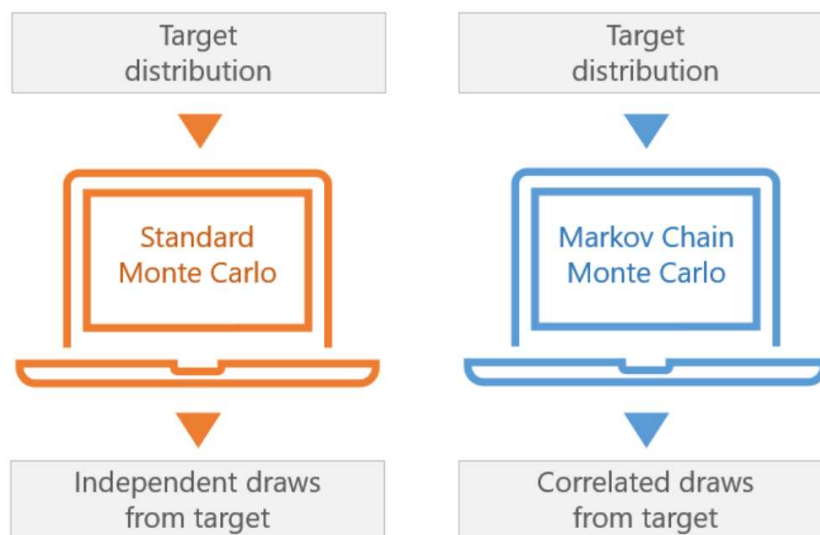 Target
distribution
Standard
Monte Carlo
Independent draws
from target
Target
distribution
Markov Chain
Monte Carlo
Correlated draws
from target